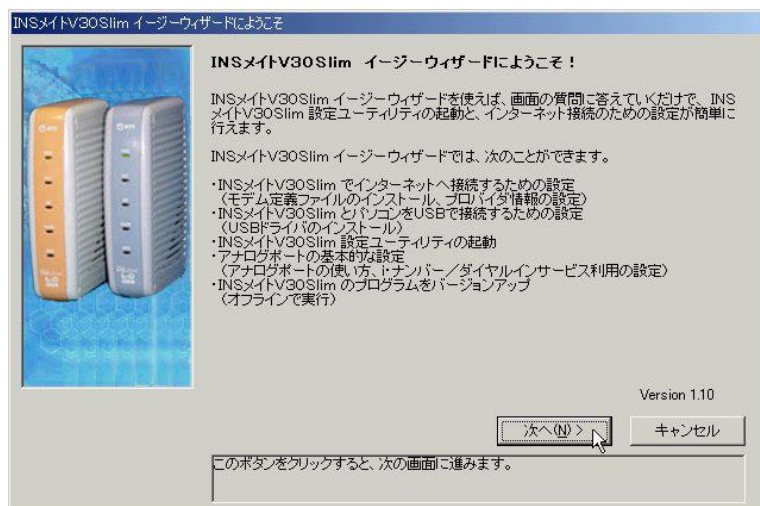 INSメイトV30Slim イージーウィザードにようこそ
INSメイトV30Slim イージーウィザードにようこそ！
INSメイトV30Slim イージーウィザードを使えば、画面の質問に答えていくだけで、INS
メイトV30Slim 設定ユーティリティの起動と、インターネット接続のための設定が簡単に
行えます。
INSメイトV30Slim イージーウィザードでは、次のことができます。
・INSメイトV30Slim でインターネットへ接続するための設定
（モデム定義ファイルのインストール、プロバイダ情報の設定）
・INSメイトV30Slim とパソコンをUSBで接続するための設定
（USBドライバのインストール）
・INSメイトV30Slim 設定ユーティリティの起動
・アナログポートの基本的な設定
（アナログポートの使い方、i・ナンバー／ダイヤルインサービス利用の設定）
・INSメイトV30Slim のプログラムをバージョンアップ
（オフラインで実行）
Version 1.10
次へ(N) >
キャンセル
このボタンをクリックすると、次の画面に進みます。